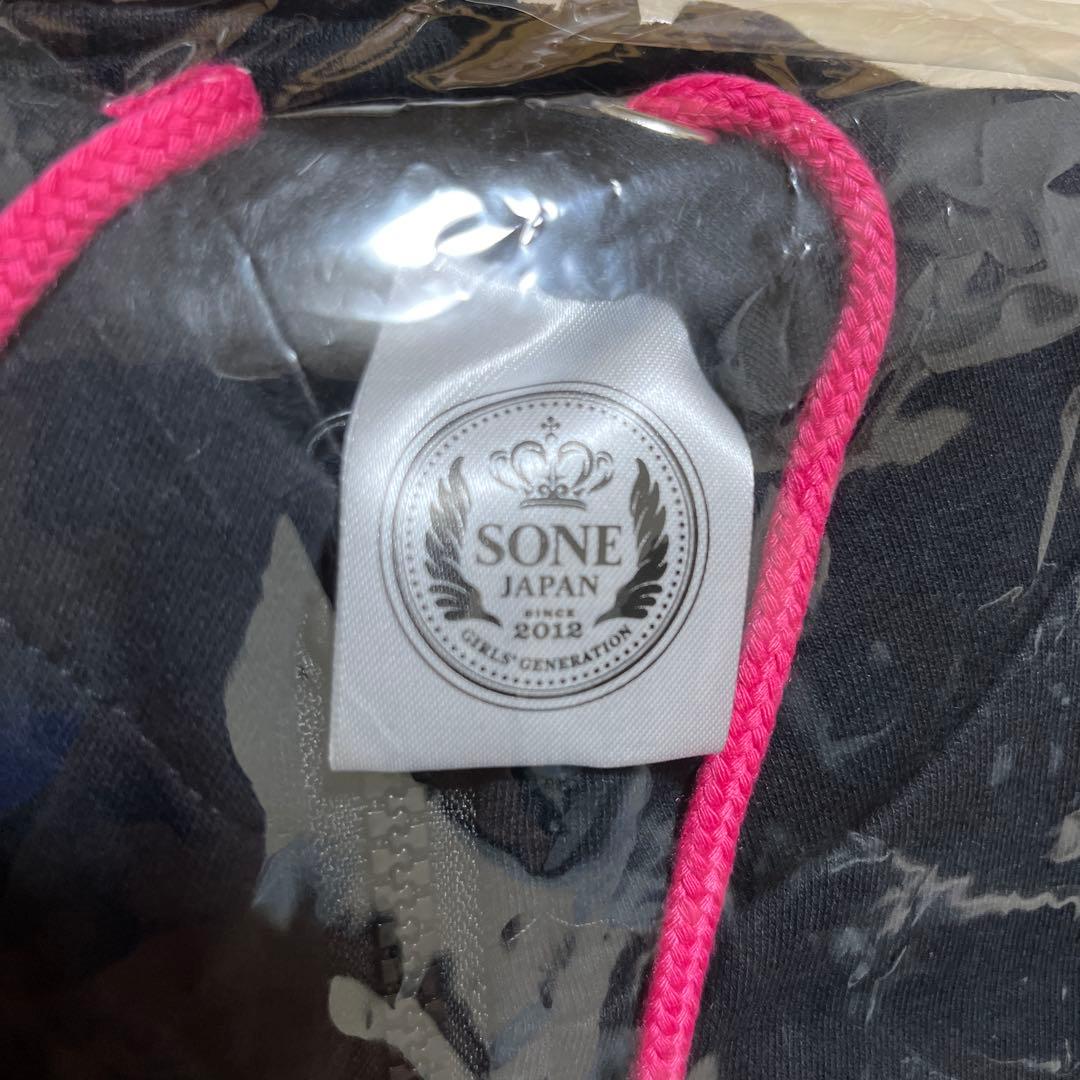 SONE
JAPAN
SINCE
2012
GIRLS' GENERATION